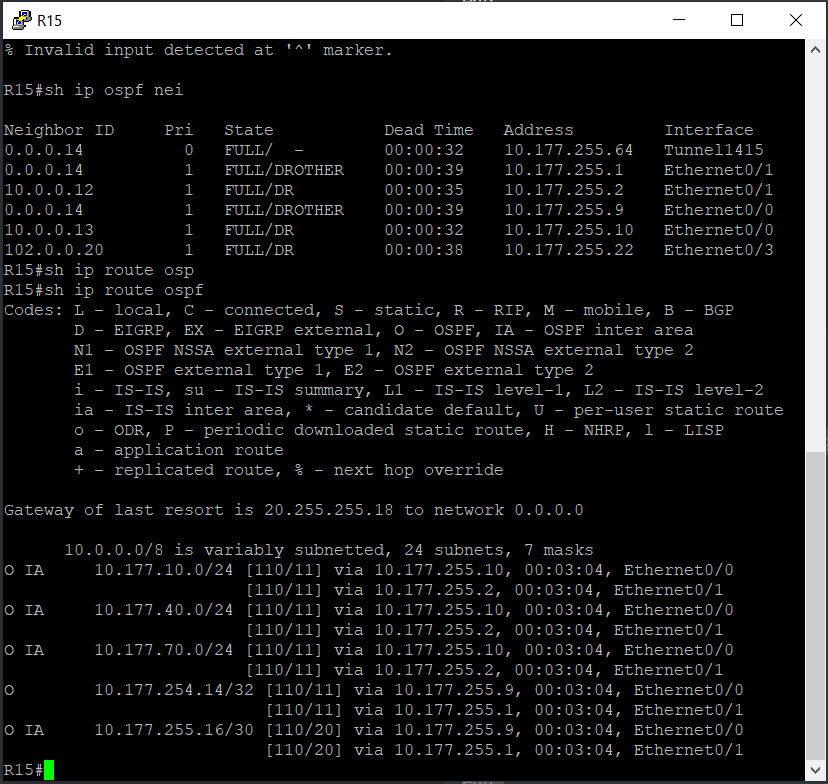 R15
% Invalid input detected at '^' marker.
R15#sh ip ospf nei
Neighbor ID     Pri   State           Dead Time   Address         Interface
0.0.0.14          0   FULL/  -        00:00:32    10.177.255.64   Tunnel1415
0.0.0.14          1   FULL/DROTHER    00:00:39    10.177.255.1    Ethernet0/1
10.0.0.12         1   FULL/DR         00:00:35    10.177.255.2    Ethernet0/1
0.0.0.14          1   FULL/DROTHER    00:00:39    10.177.255.9    Ethernet0/0
10.0.0.13         1   FULL/DR         00:00:32    10.177.255.10   Ethernet0/0
102.0.0.20        1   FULL/DR         00:00:38    10.177.255.22   Ethernet0/3
R15#sh ip route osp
R15#sh ip route ospf
Codes: L - local, C - connected, S - static, R - RIP, M - mobile, B - BGP
       D - EIGRP, EX - EIGRP external, O - OSPF, IA - OSPF inter area
       N1 - OSPF NSSA external type 1, N2 - OSPF NSSA external type 2
       E1 - OSPF external type 1, E2 - OSPF external type 2
       i - IS-IS, su - IS-IS summary, L1 - IS-IS level-1, L2 - IS-IS level-2
       ia - IS-IS inter area, * - candidate default, U - per-user static route
       o - ODR, P - periodic downloaded static route, H - NHRP, l - LISP
       a - application route
       + - replicated route, % - next hop override
Gateway of last resort is 20.255.255.18 to network 0.0.0.0
      10.0.0.0/8 is variably subnetted, 24 subnets, 7 masks
O IA     10.177.10.0/24 [110/11] via 10.177.255.10, 00:03:04, Ethernet0/0
                        [110/11] via 10.177.255.2, 00:03:04, Ethernet0/1
O IA     10.177.40.0/24 [110/11] via 10.177.255.10, 00:03:04, Ethernet0/0
                        [110/11] via 10.177.255.2, 00:03:04, Ethernet0/1
O IA     10.177.70.0/24 [110/11] via 10.177.255.10, 00:03:04, Ethernet0/0
                        [110/11] via 10.177.255.2, 00:03:04, Ethernet0/1
O        10.177.254.14/32 [110/11] via 10.177.255.9, 00:03:04, Ethernet0/0
                          [110/11] via 10.177.255.1, 00:03:04, Ethernet0/1
O IA     10.177.255.16/30 [110/20] via 10.177.255.9, 00:03:04, Ethernet0/0
                          [110/20] via 10.177.255.1, 00:03:04, Ethernet0/1
R15#